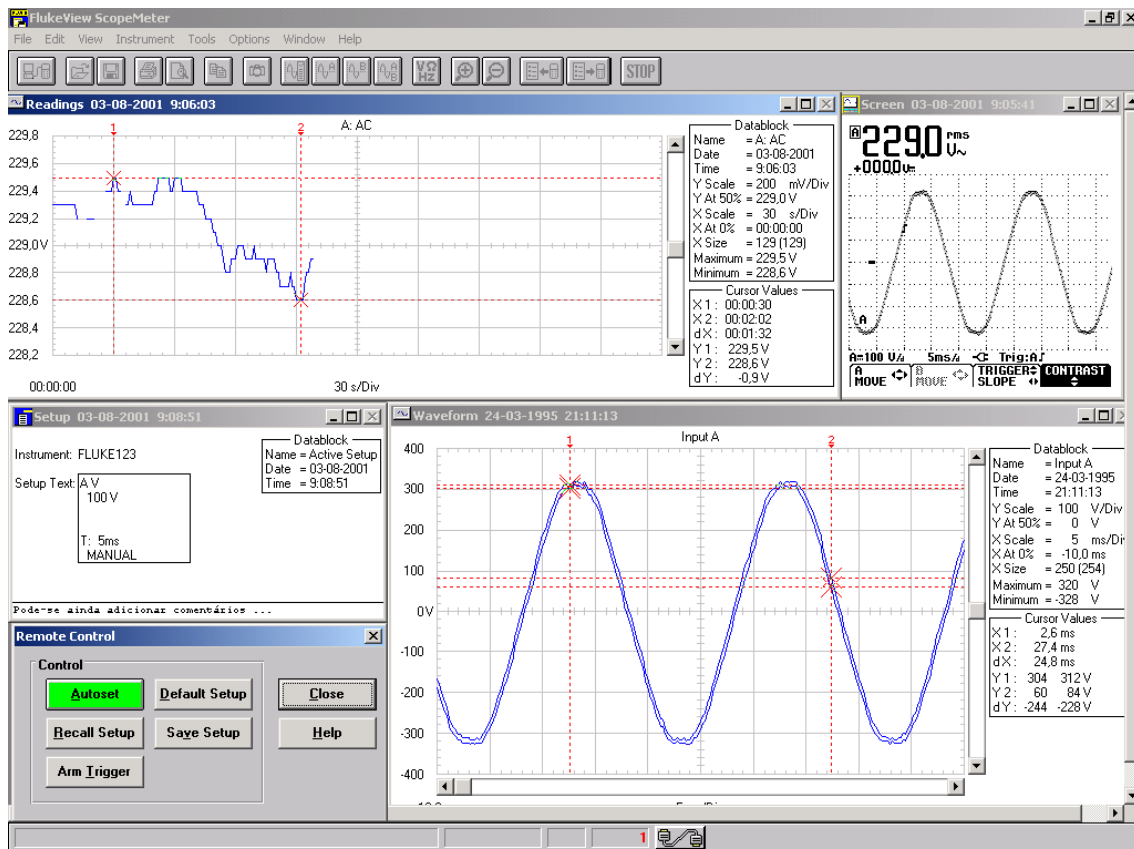 FlukeView ScopeMeter
File Edit View Instrument Tools Options Window Help
VΩ HZ
STOP
Readings 03-08-2001 9:06:03
A: AC
1
2
229,8
229,6
229,4
229,2
229,0V
228,8
228,6
228,4
228,2
00:00:00
30 s/Div
Datablock
Name = A: AC
Date = 03-08-2001
Time = 9:06:03
Y Scale = 200 mV/Div
Y At 50% = 229,0 V
X Scale = 30 s/Div
X At 0% = 00:00:00
X Size = 129 (129)
Maximum = 229,5 V
Minimum = 228,6 V
Cursor Values
X1: 00:00:30
X2: 00:02:02
dX: 00:01:32
Y1: 229,5 V
Y2: 228,6 V
dY: -0,9 V
Screen 03-08-2001 9:05:41
A 229.0 rms V~
+000.0V
A
A=100 V/d 5ms/d Trig:A
A MOVE
B MOVE
TRIGGER SLOPE
CONTRAST
Setup 03-08-2001 9:08:51
Instrument: FLUKE123
Setup Text: A V
100 V
T: 5ms
MANUAL
Datablock
Name = Active Setup
Date = 03-08-2001
Time = 9:08:51
Pode-se ainda adicionar comentários ...
Remote Control
Control
Autoset
Default Setup
Close
Recall Setup
Save Setup
Help
Arm Trigger
Waveform 24-03-1995 21:11:13
Input A
1
2
400
300
200
100
0V
-100
-200
-300
-400
Datablock
Name = Input A
Date = 24-03-1995
Time = 21:11:13
Y Scale = 100 V/Div
Y At 50% = 0 V
X Scale = 5 ms/Div
X At 0% = -10,0 ms
X Size = 250 (254)
Maximum = 320 V
Minimum = -328 V
Cursor Values
X1: 2,6 ms
X2: 27,4 ms
dX: 24,8 ms
Y1: 304 312 V
Y2: 60 84 V
dY: -244 -228 V
1